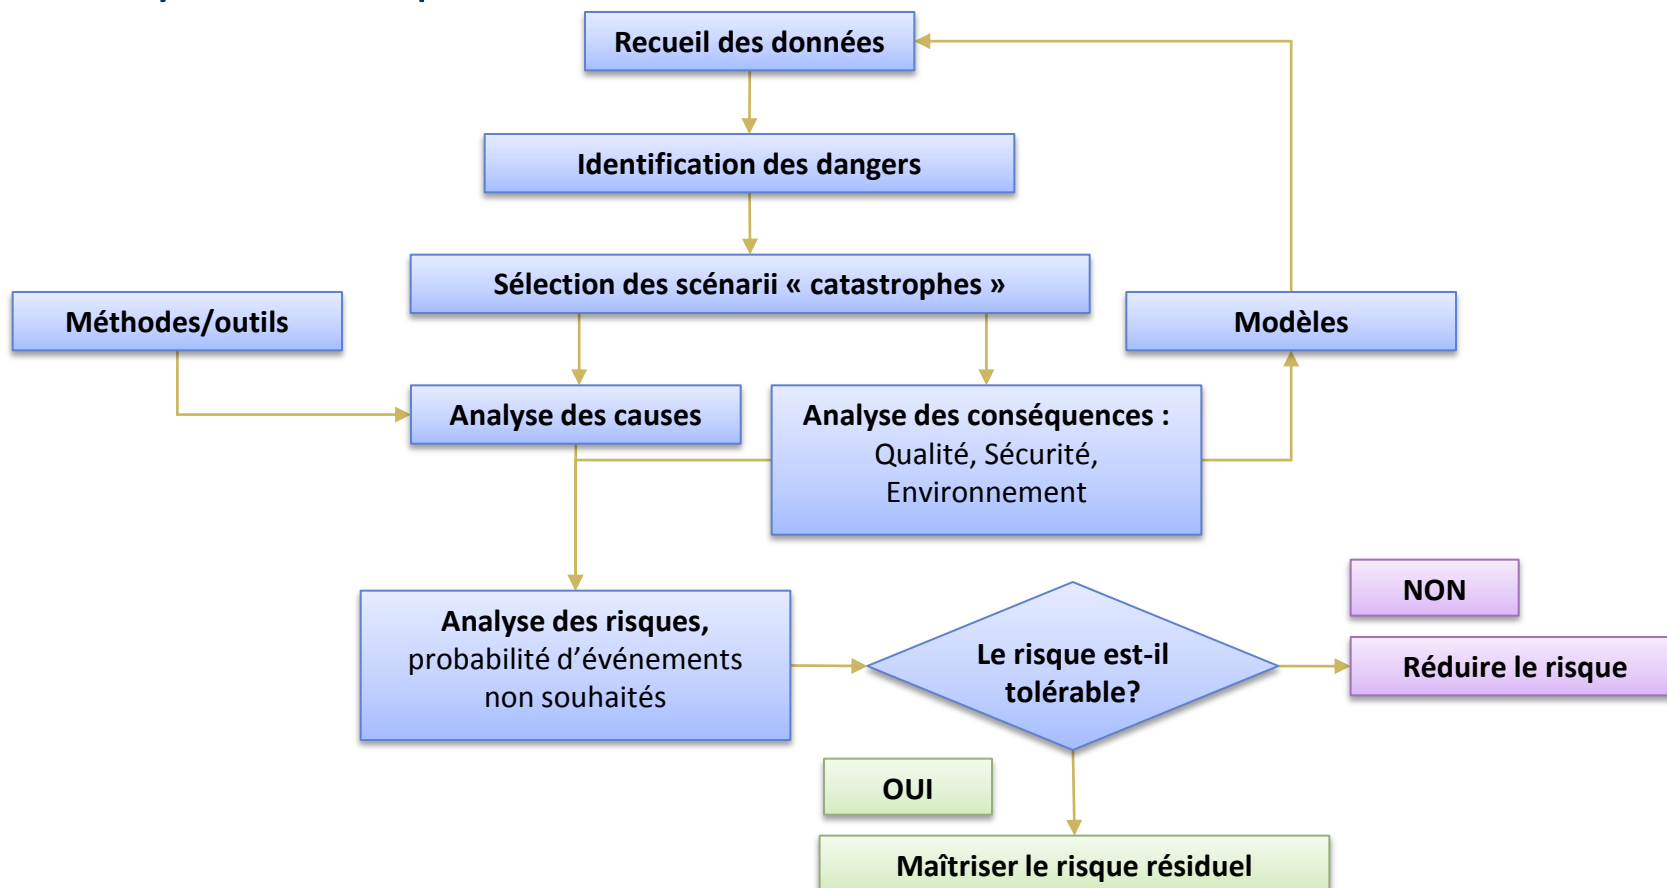 Recueil des données
Identification des dangers
Sélection des scénarii « catastrophes »
Méthodes/outils
Modèles
Analyse des causes
Analyse des conséquences :
Qualité, Sécurité,
Environnement
Analyse des risques,
probabilité d’événements
non souhaités
Le risque est-il
tolérable?
NON
Réduire le risque
OUI
Maîtriser le risque résiduel